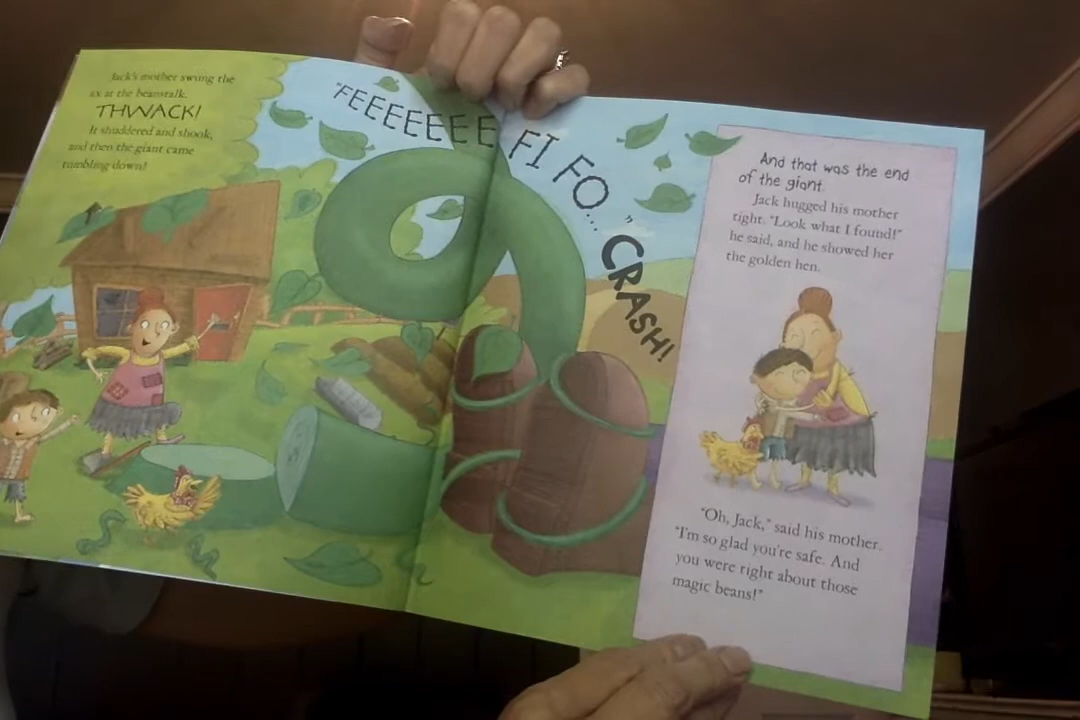 Jack's mother swung the
ax at the beanstalk.
THWACK!
It shuddered and shook,
and then the giant came
tumbling down!
"FEEEEEEE FI FO..."
CRASH!
And that was the end
of the giant.
Jack hugged his mother
tight. "Look what I found!"
he said, and he showed her
the golden hen.
"Oh, Jack," said his mother.
"I'm so glad you're safe. And
you were right about those
magic beans!"